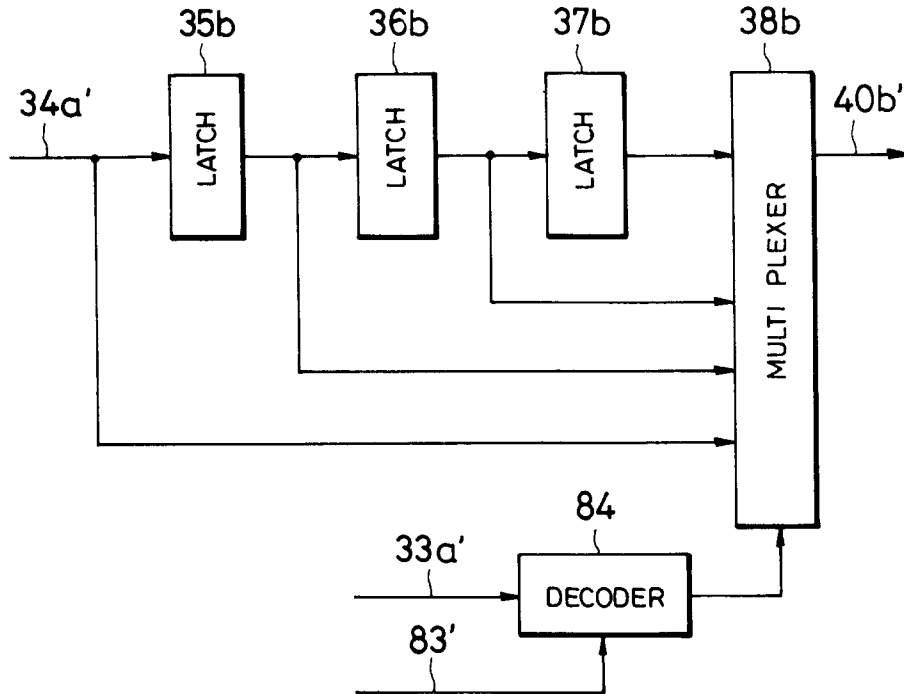 35b
36b
37b
38b
34a'
40b'
LATCH
LATCH
LATCH
MULTI PLEXER
84
33a'
DECODER
83'